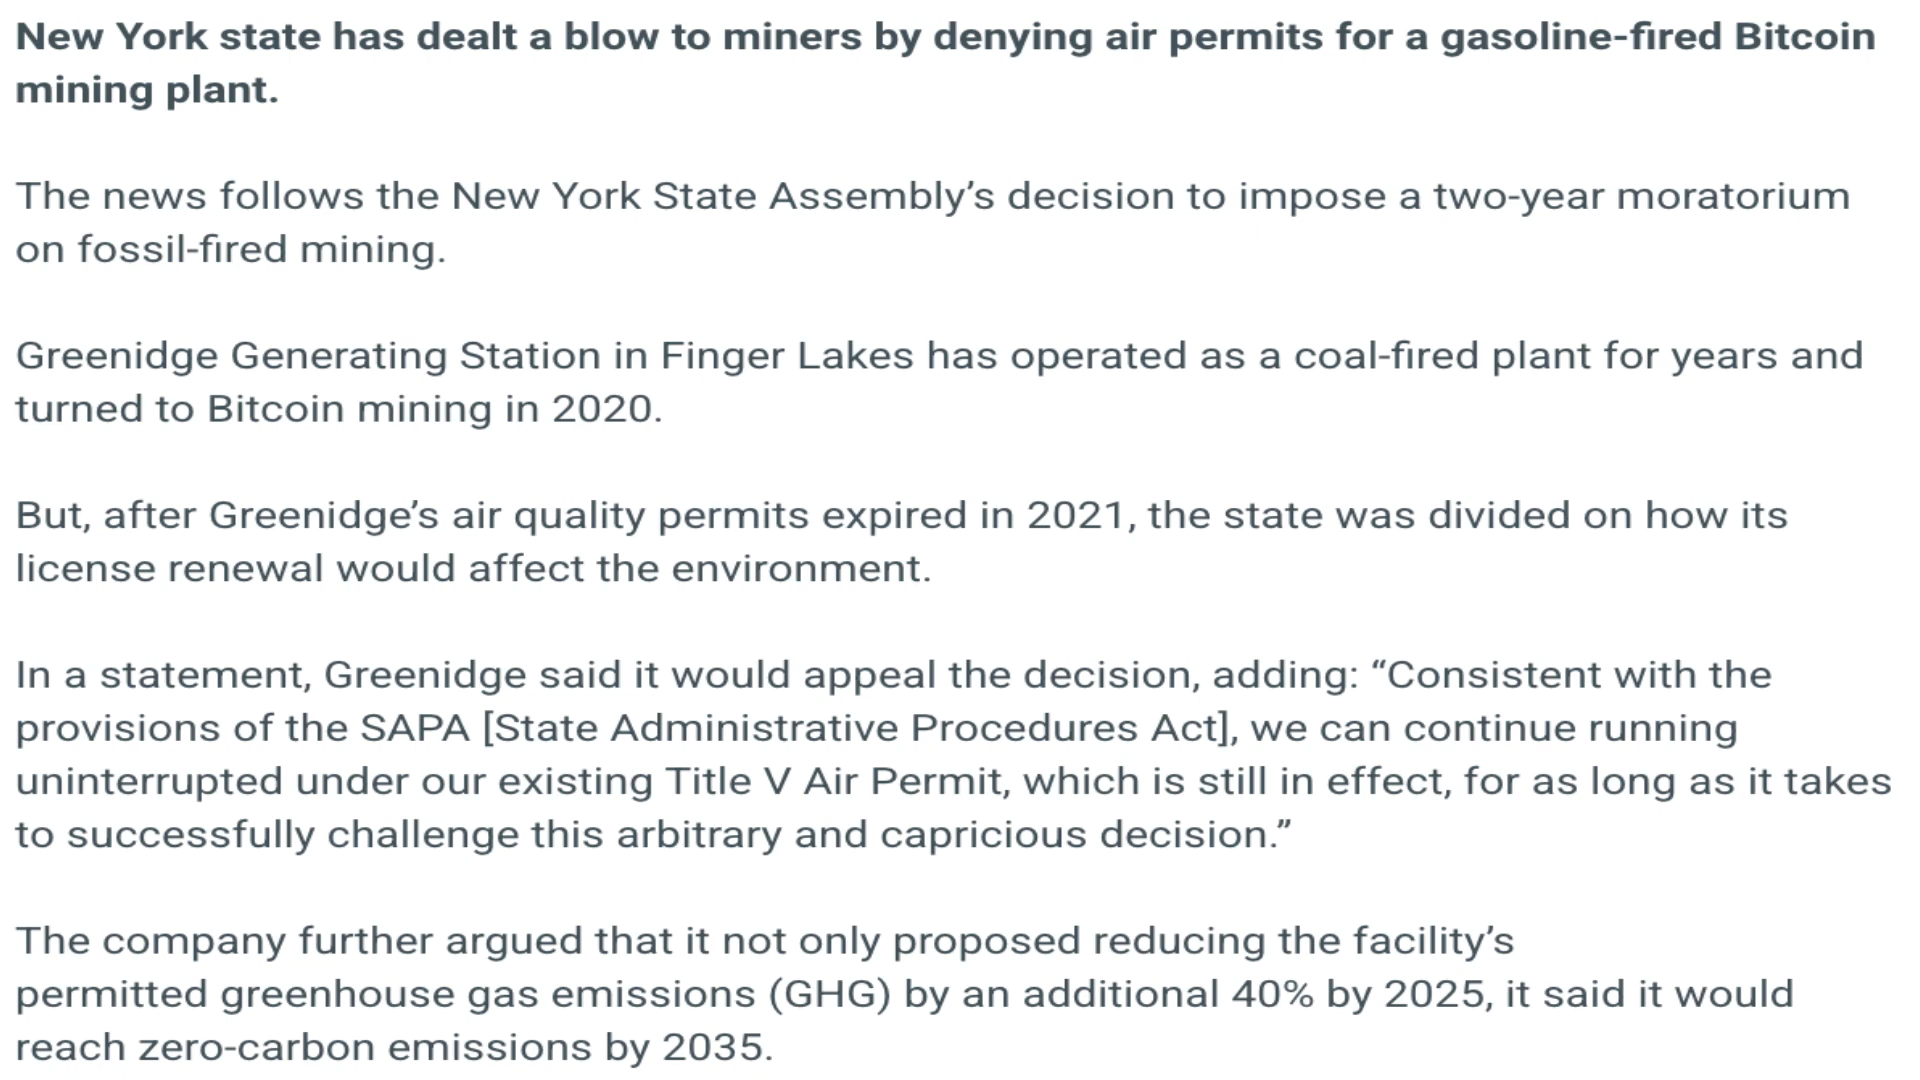 New York state has dealt a blow to miners by denying air permits for a gasoline-fired Bitcoin
mining plant.
The news follows the New York State Assembly’s decision to impose a two-year moratorium
on fossil-fired mining.
Greenidge Generating Station in Finger Lakes has operated as a coal-fired plant for years and
turned to Bitcoin mining in 2020.
But, after Greenidge’s air quality permits expired in 2021, the state was divided on how its
license renewal would affect the environment.
In a statement, Greenidge said it would appeal the decision, adding: “Consistent with the
provisions of the SAPA [State Administrative Procedures Act], we can continue running
uninterrupted under our existing Title V Air Permit, which is still in effect, for as long as it takes
to successfully challenge this arbitrary and capricious decision.”
The company further argued that it not only proposed reducing the facility’s
permitted greenhouse gas emissions (GHG) by an additional 40% by 2025, it said it would
reach zero-carbon emissions by 2035.